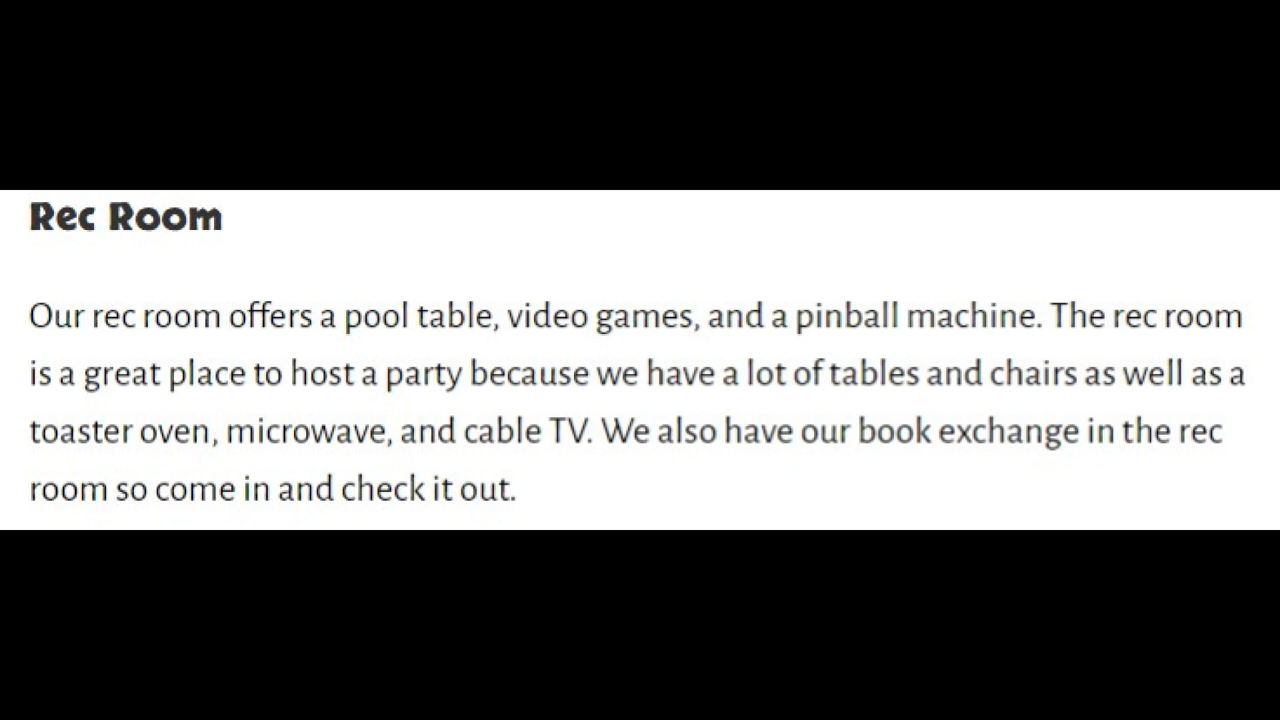 Rec Room
Our rec room offers a pool table, video games, and a pinball machine. The rec room
is a great place to host a party because we have a lot of tables and chairs as well as a
toaster oven, microwave, and cable TV. We also have our book exchange in the rec
room so come in and check it out.